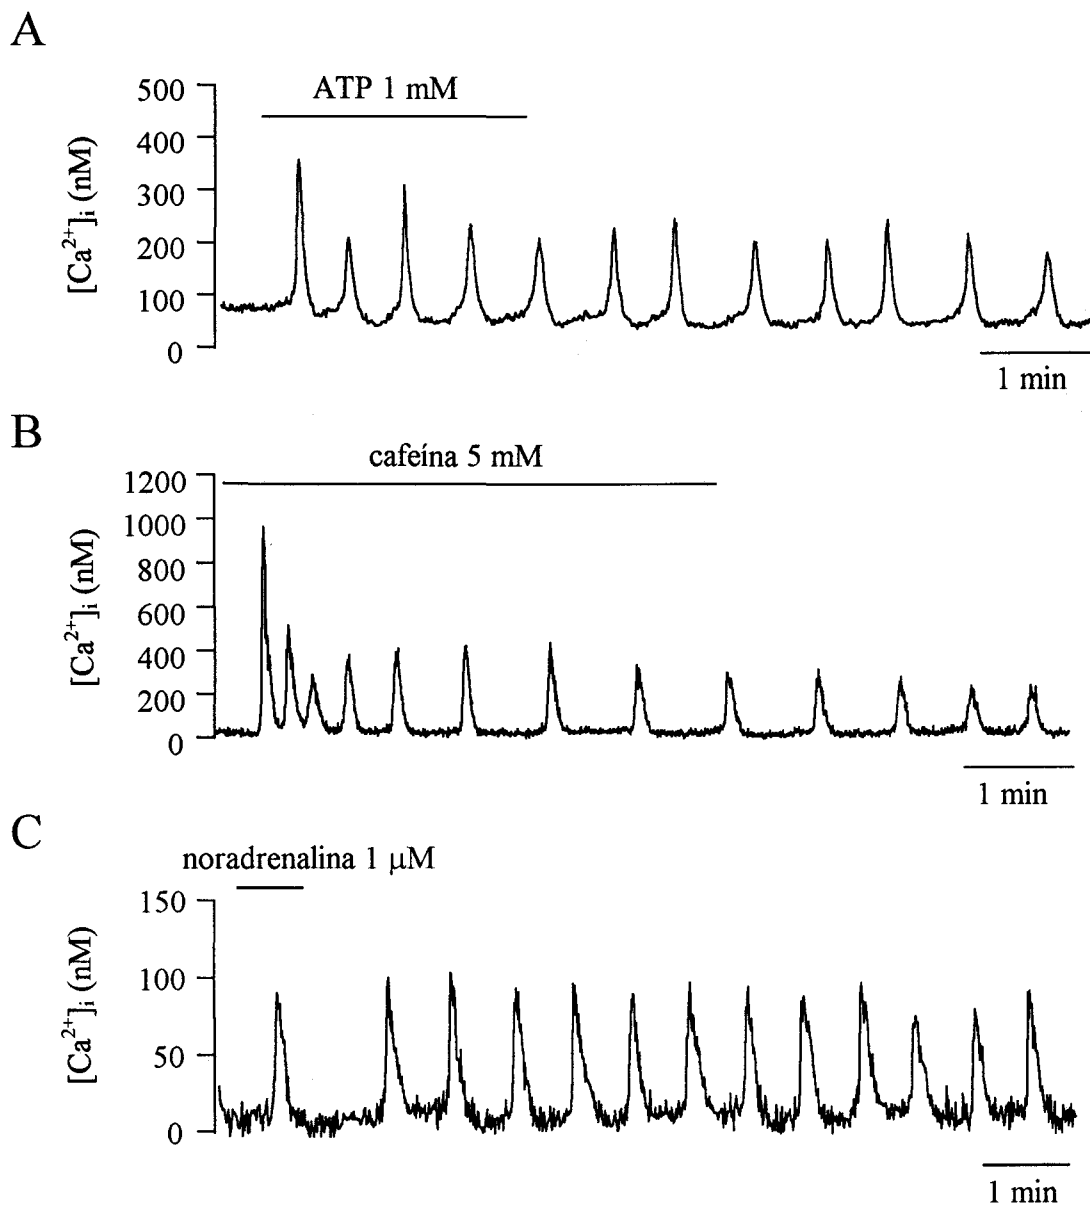 A
ATP 1 mM
500
400
300
200
100
0
[Ca²⁺]ᵢ (nM)
1 min
B
cafeína 5 mM
1200
1000
800
600
400
200
0
[Ca²⁺]ᵢ (nM)
1 min
C
noradrenalina 1 μM
150
100
50
0
[Ca²⁺]ᵢ (nM)
1 min